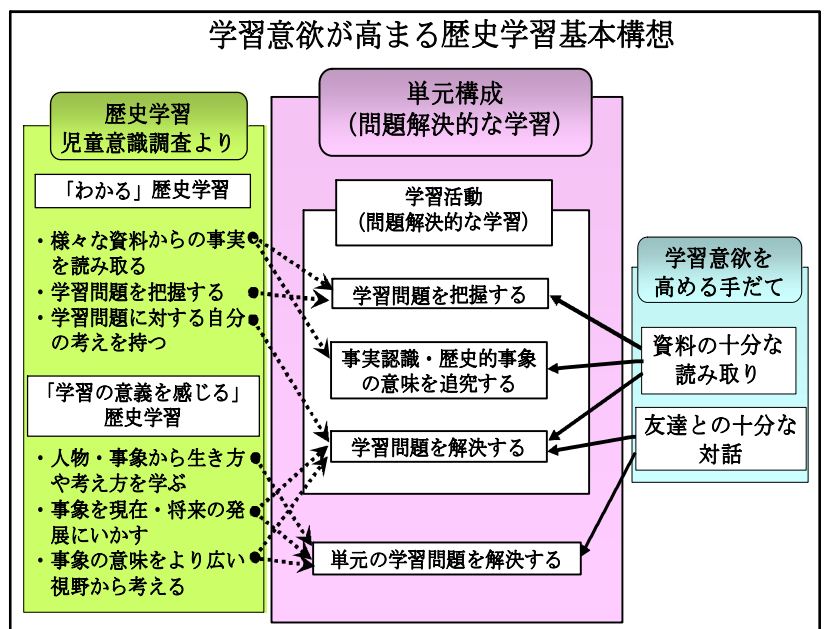 学習意欲が高まる歴史学習基本構想
歴史学習
児童意識調査より
「わかる」歴史学習
・様々な資料からの事実
を読み取る
・学習問題を把握する
・学習問題に対する自分
の考えを持つ
「学習の意義を感じる」
歴史学習
・人物・事象から生き方
や考え方を学ぶ
・事象を現在・将来の発
展にいかす
・事象の意味をより広い
視野から考える
単元構成
（問題解決的な学習）
学習活動
（問題解決的な学習）
学習問題を把握する
事実認識・歴史的事象
の意味を追究する
学習問題を解決する
単元の学習問題を解決する
学習意欲を
高める手だて
資料の十分な
読み取り
友達との十分な
対話